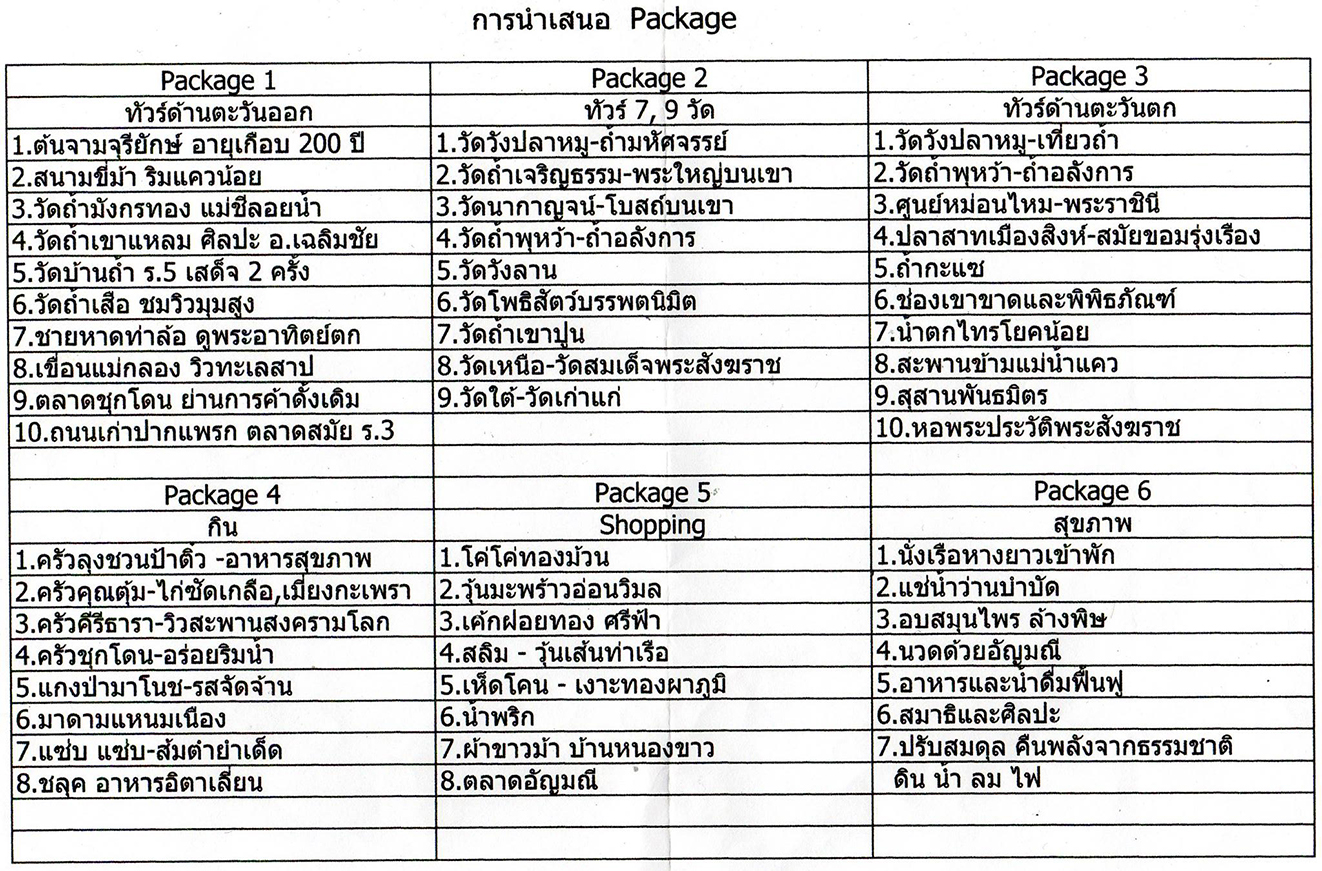 การนำเสนอ Package
Package 1
ทัวร์ด้านตะวันออก
1.ต้นจามจุรียักษ์ อายุเกือบ 200 ปี
2.สนามขี่ม้า ริมแควน้อย
3.วัดถ้ำมังกรทอง แม่ชีลอยน้ำ
4.วัดถ้ำเขาแหลม ศิลปะ อ.เฉลิมชัย
5.วัดบ้านถ้ำ ร.5 เสด็จ 2 ครั้ง
6.วัดถ้ำเสือ ชมวิวมุมสูง
7.ชายหาดท่าล้อ ดูพระอาทิตย์ตก
8.เขื่อนแม่กลอง วิวทะเลสาป
9.ตลาดชุกโดน ย่านการค้าดั้งเดิม
10.ถนนเก่าปากแพรก ตลาดสมัย ร.3
Package 2
ทัวร์ 7, 9 วัด
1.วัดวังปลาหมู-ถ้ำมหัศจรรย์
2.วัดถ้ำเจริญธรรม-พระใหญ่บนเขา
3.วัดนากาญจน์-โบสถ์บนเขา
4.วัดถ้ำพุหว้า-ถ้ำอลังการ
5.วัดวังลาน
6.วัดโพธิสัตว์บรรพตนิมิต
7.วัดถ้ำเขาปูน
8.วัดเหนือ-วัดสมเด็จพระสังฆราช
9.วัดใต้-วัดเก่าแก่
Package 3
ทัวร์ด้านตะวันตก
1.วัดวังปลาหมู-เที่ยวถ้ำ
2.วัดถ้ำพุหว้า-ถ้ำอลังการ
3.ศูนย์หม่อนไหม-พระราชินี
4.ปลาสาทเมืองสิงห์-สมัยขอมรุ่งเรือง
5.ถ้ำกะแซ
6.ช่องเขาขาดและพิพิธภัณฑ์
7.น้ำตกไทรโยคน้อย
8.สะพานข้ามแม่น้ำแคว
9.สุสานพันธมิตร
10.หอพระประวัติพระสังฆราช
Package 4
กิน
1.ครัวลุงชวนป้าติ๋ว -อาหารสุขภาพ
2.ครัวคุณตุ้ม-ไก่ซัดเกลือ,เมี่ยงกะเพรา
3.ครัวคีรีธารา-วิวสะพานสงครามโลก
4.ครัวชุกโดน-อร่อยริมน้ำ
5.แกงป่ามาโนช-รสจัดจ้าน
6.มาดามแหนมเนือง
7.แซ่บ แซ่บ-ส้มตำยำเด็ด
8.ชลุค อาหารอิตาเลี่ยน
Package 5
Shopping
1.โค่โค่ทองม้วน
2.วุ้นมะพร้าวอ่อนวิมล
3.เค้กฝอยทอง ศรีฟ้า
4.สลิม - วุ้นเส้นท่าเรือ
5.เห็ดโคน - เงาะทองผาภูมิ
6.น้ำพริก
7.ผ้าขาวม้า บ้านหนองขาว
8.ตลาดอัญมณี
Package 6
สุขภาพ
1.นั่งเรือหางยาวเข้าพัก
2.แช่น้ำว่านบำบัด
3.อบสมุนไพร ล้างพิษ
4.นวดด้วยอัญมณี
5.อาหารและน้ำดื่มฟื้นฟู
6.สมาธิและศิลปะ
7.ปรับสมดุล คืนพลังจากธรรมชาติ
ดิน น้ำ ลม ไฟ